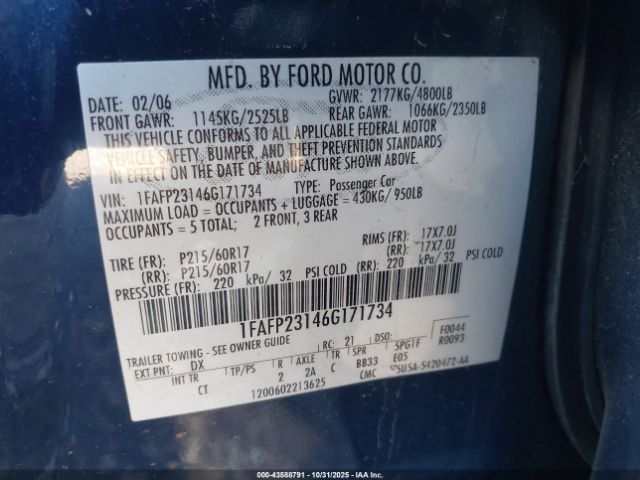 MFD. BY FORD MOTOR CO.
DATE: 02/06 GVWR: 2177KG/4800LB
FRONT GAWR: 1145KG/2525LB REAR GAWR: 1066KG/2350LB
THIS VEHICLE CONFORMS TO ALL APPLICABLE FEDERAL MOTOR
VEHICLE SAFETY, BUMPER, AND THEFT PREVENTION STANDARDS
IN EFFECT ON THE DATE OF MANUFACTURE SHOWN ABOVE.
VIN: 1FAFP23146G171734 TYPE: Passenger Car
MAXIMUM LOAD = OCCUPANTS + LUGGAGE = 430KG/950LB
OCCUPANTS = 5 TOTAL; 2 FRONT, 3 REAR
TIRE (FR): P215/60R17 RIMS (FR): 17X7.0J
(RR): P215/60R17 (RR): 17X7.0J
PRESSURE (FR): 220 kPa/ 32 PSI COLD (RR): 220 kPa/ 32 PSI COLD
1FAFP23146G171734
TRAILER TOWING - SEE OWNER GUIDE RC: 21 DSO: F0044
EXT PNT: DX R0093
INT TR TP/PS R AXLE TR SPR SPGTF
CT 2 2A C BB33 E05
1200602213625 CMC 5U5A-5420472-AA
000-43588791 - 10/31/2025 - IAA, Inc.